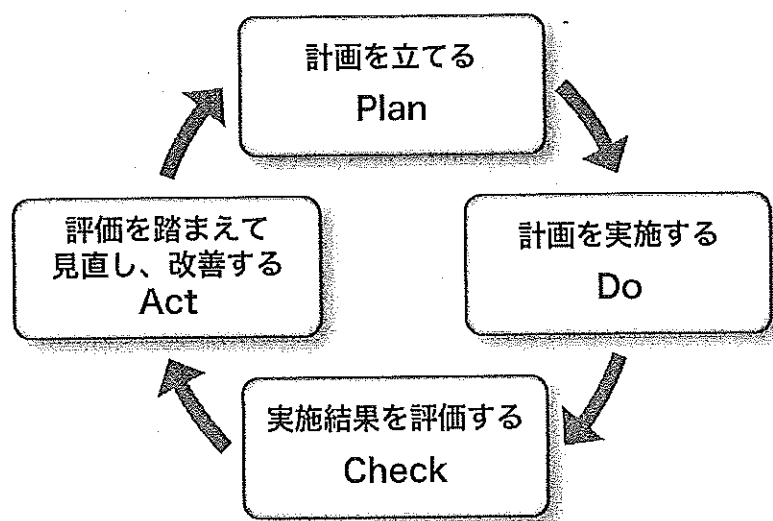 計画を立てる
Plan
計画を実施する
Do
実施結果を評価する
Check
評価を踏まえて
見直し、改善する
Act